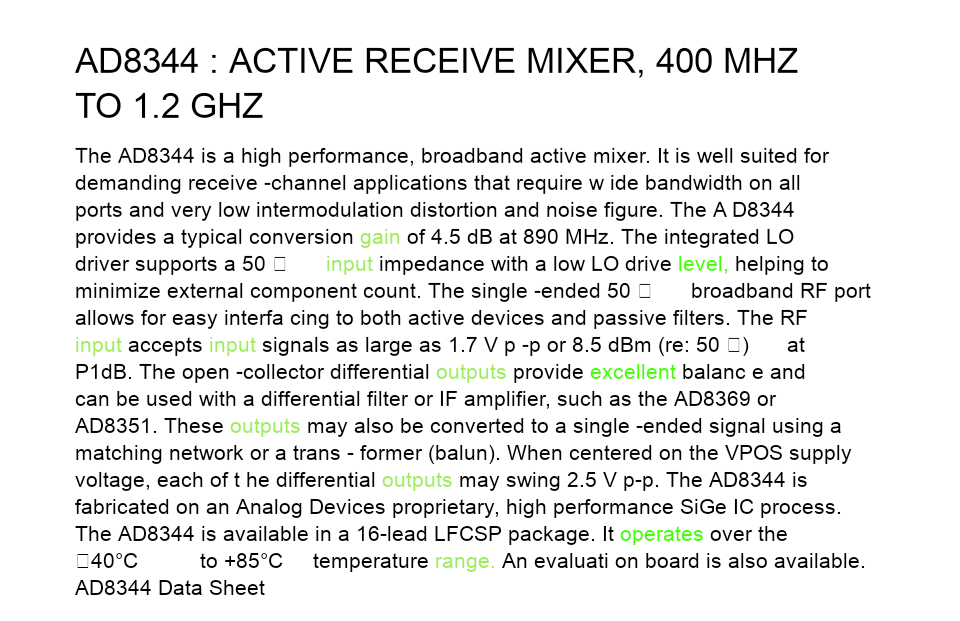 AD8344 : ACTIVE RECEIVE MIXER, 400 MHZ
TO 1.2 GHZ
The AD8344 is a high performance, broadband active mixer. It is well suited for
demanding receive -channel applications that require w ide bandwidth on all
ports and very low intermodulation distortion and noise figure. The A D8344
provides a typical conversion gain of 4.5 dB at 890 MHz. The integrated LO
driver supports a 50 □ input impedance with a low LO drive level, helping to
minimize external component count. The single -ended 50 □ broadband RF port
allows for easy interfa cing to both active devices and passive filters. The RF
input accepts input signals as large as 1.7 V p -p or 8.5 dBm (re: 50 □) at
P1dB. The open -collector differential outputs provide excellent balanc e and
can be used with a differential filter or IF amplifier, such as the AD8369 or
AD8351. These outputs may also be converted to a single -ended signal using a
matching network or a trans - former (balun). When centered on the VPOS supply
voltage, each of t he differential outputs may swing 2.5 V p-p. The AD8344 is
fabricated on an Analog Devices proprietary, high performance SiGe IC process.
The AD8344 is available in a 16-lead LFCSP package. It operates over the
□40°C to +85°C temperature range. An evaluati on board is also available.
AD8344 Data Sheet